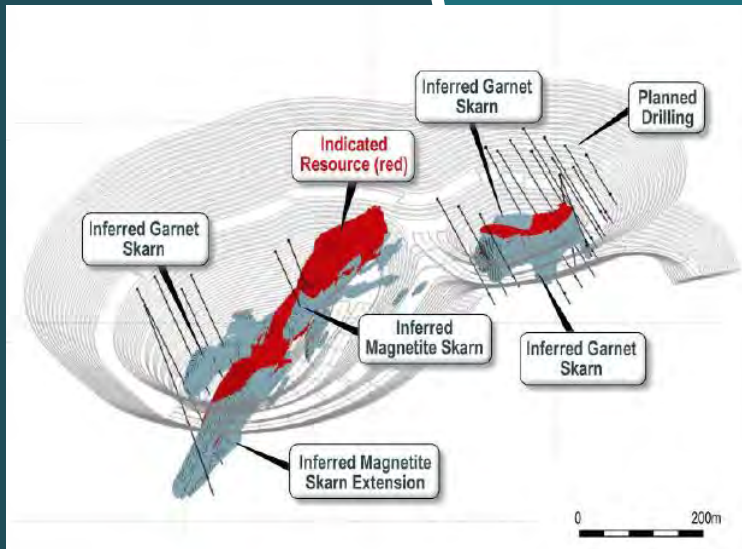 Inferred Garnet
Skarn
Planned
Drilling
Indicated
Resource (red)
Inferred Garnet
Skarn
Inferred
Magnetite Skarn
Inferred Garnet
Skarn
Inferred Magnetite
Skarn Extension
0
200m